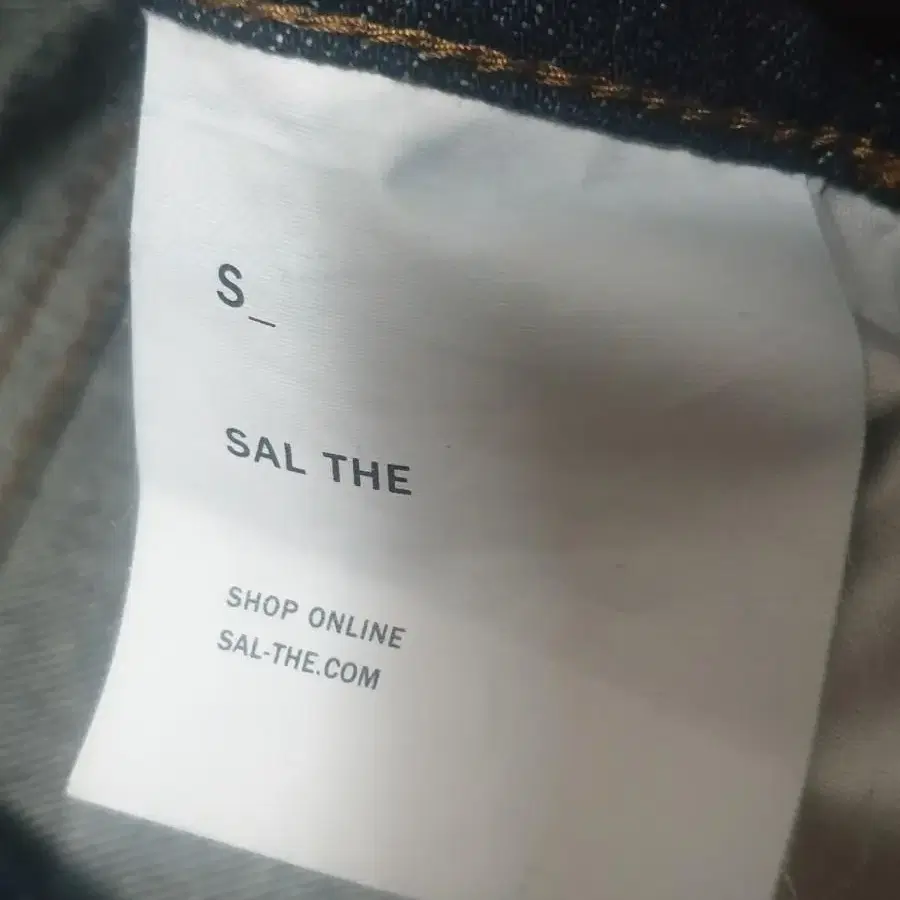 S_
SAL THE
SHOP ONLINE
SAL-THE.COM